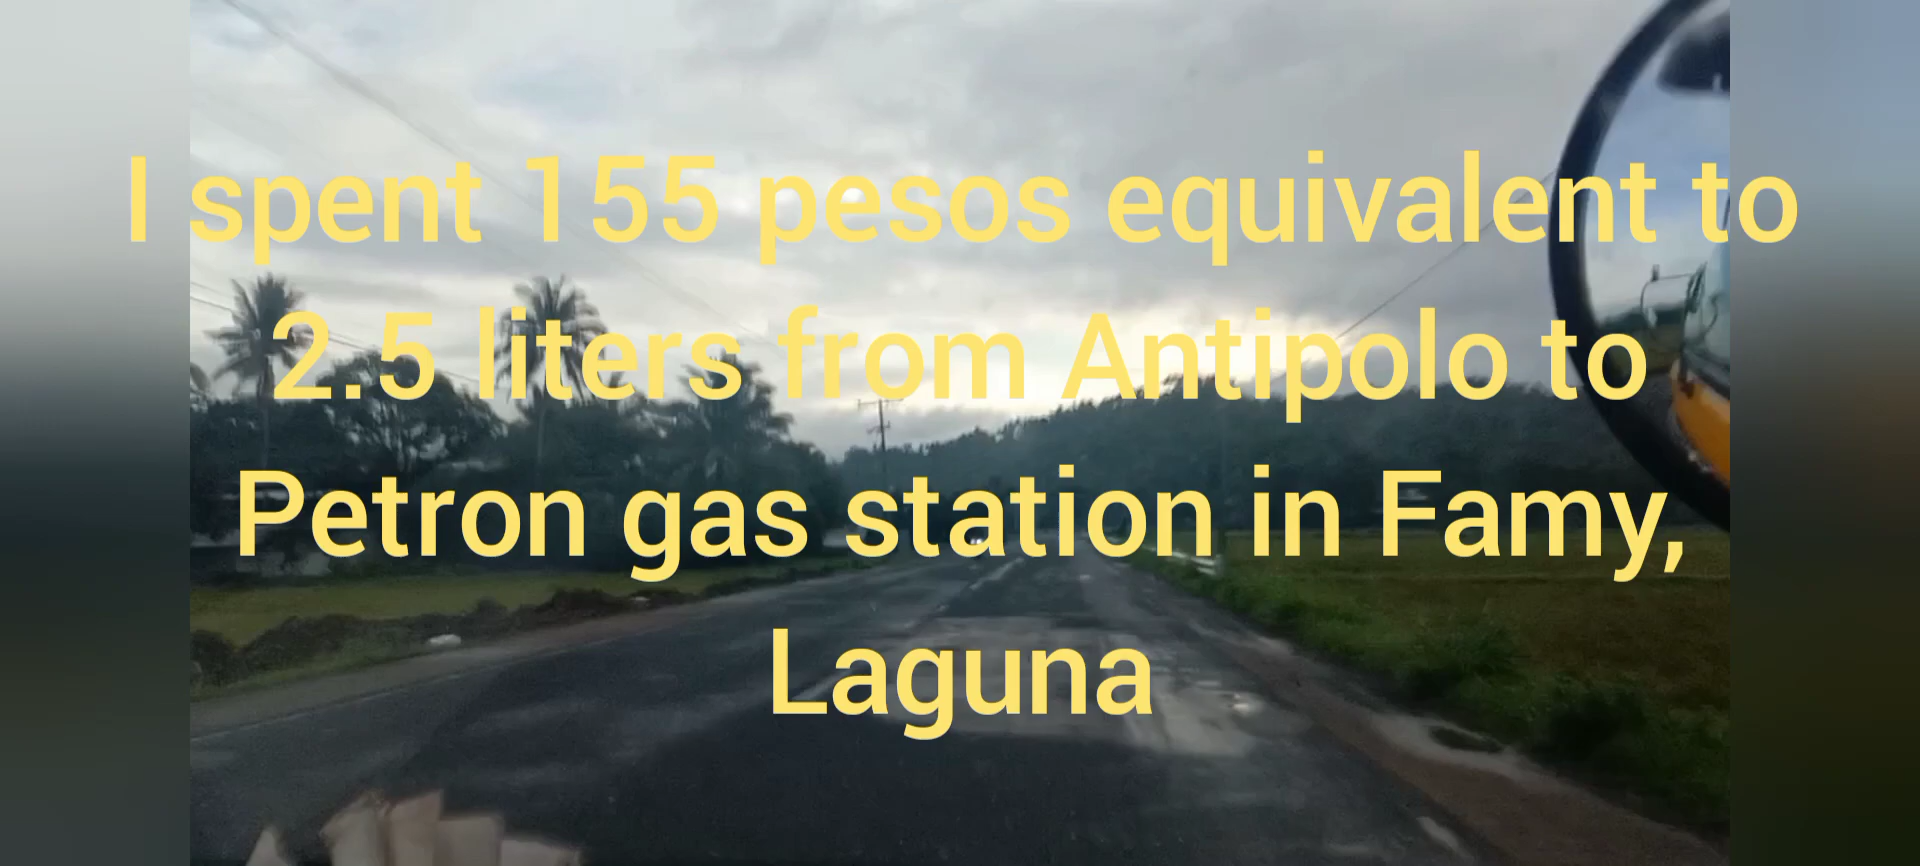 I spent 155 pesos equivalent to
2.5 liters from Antipolo to
Petron gas station in Famy,
Laguna